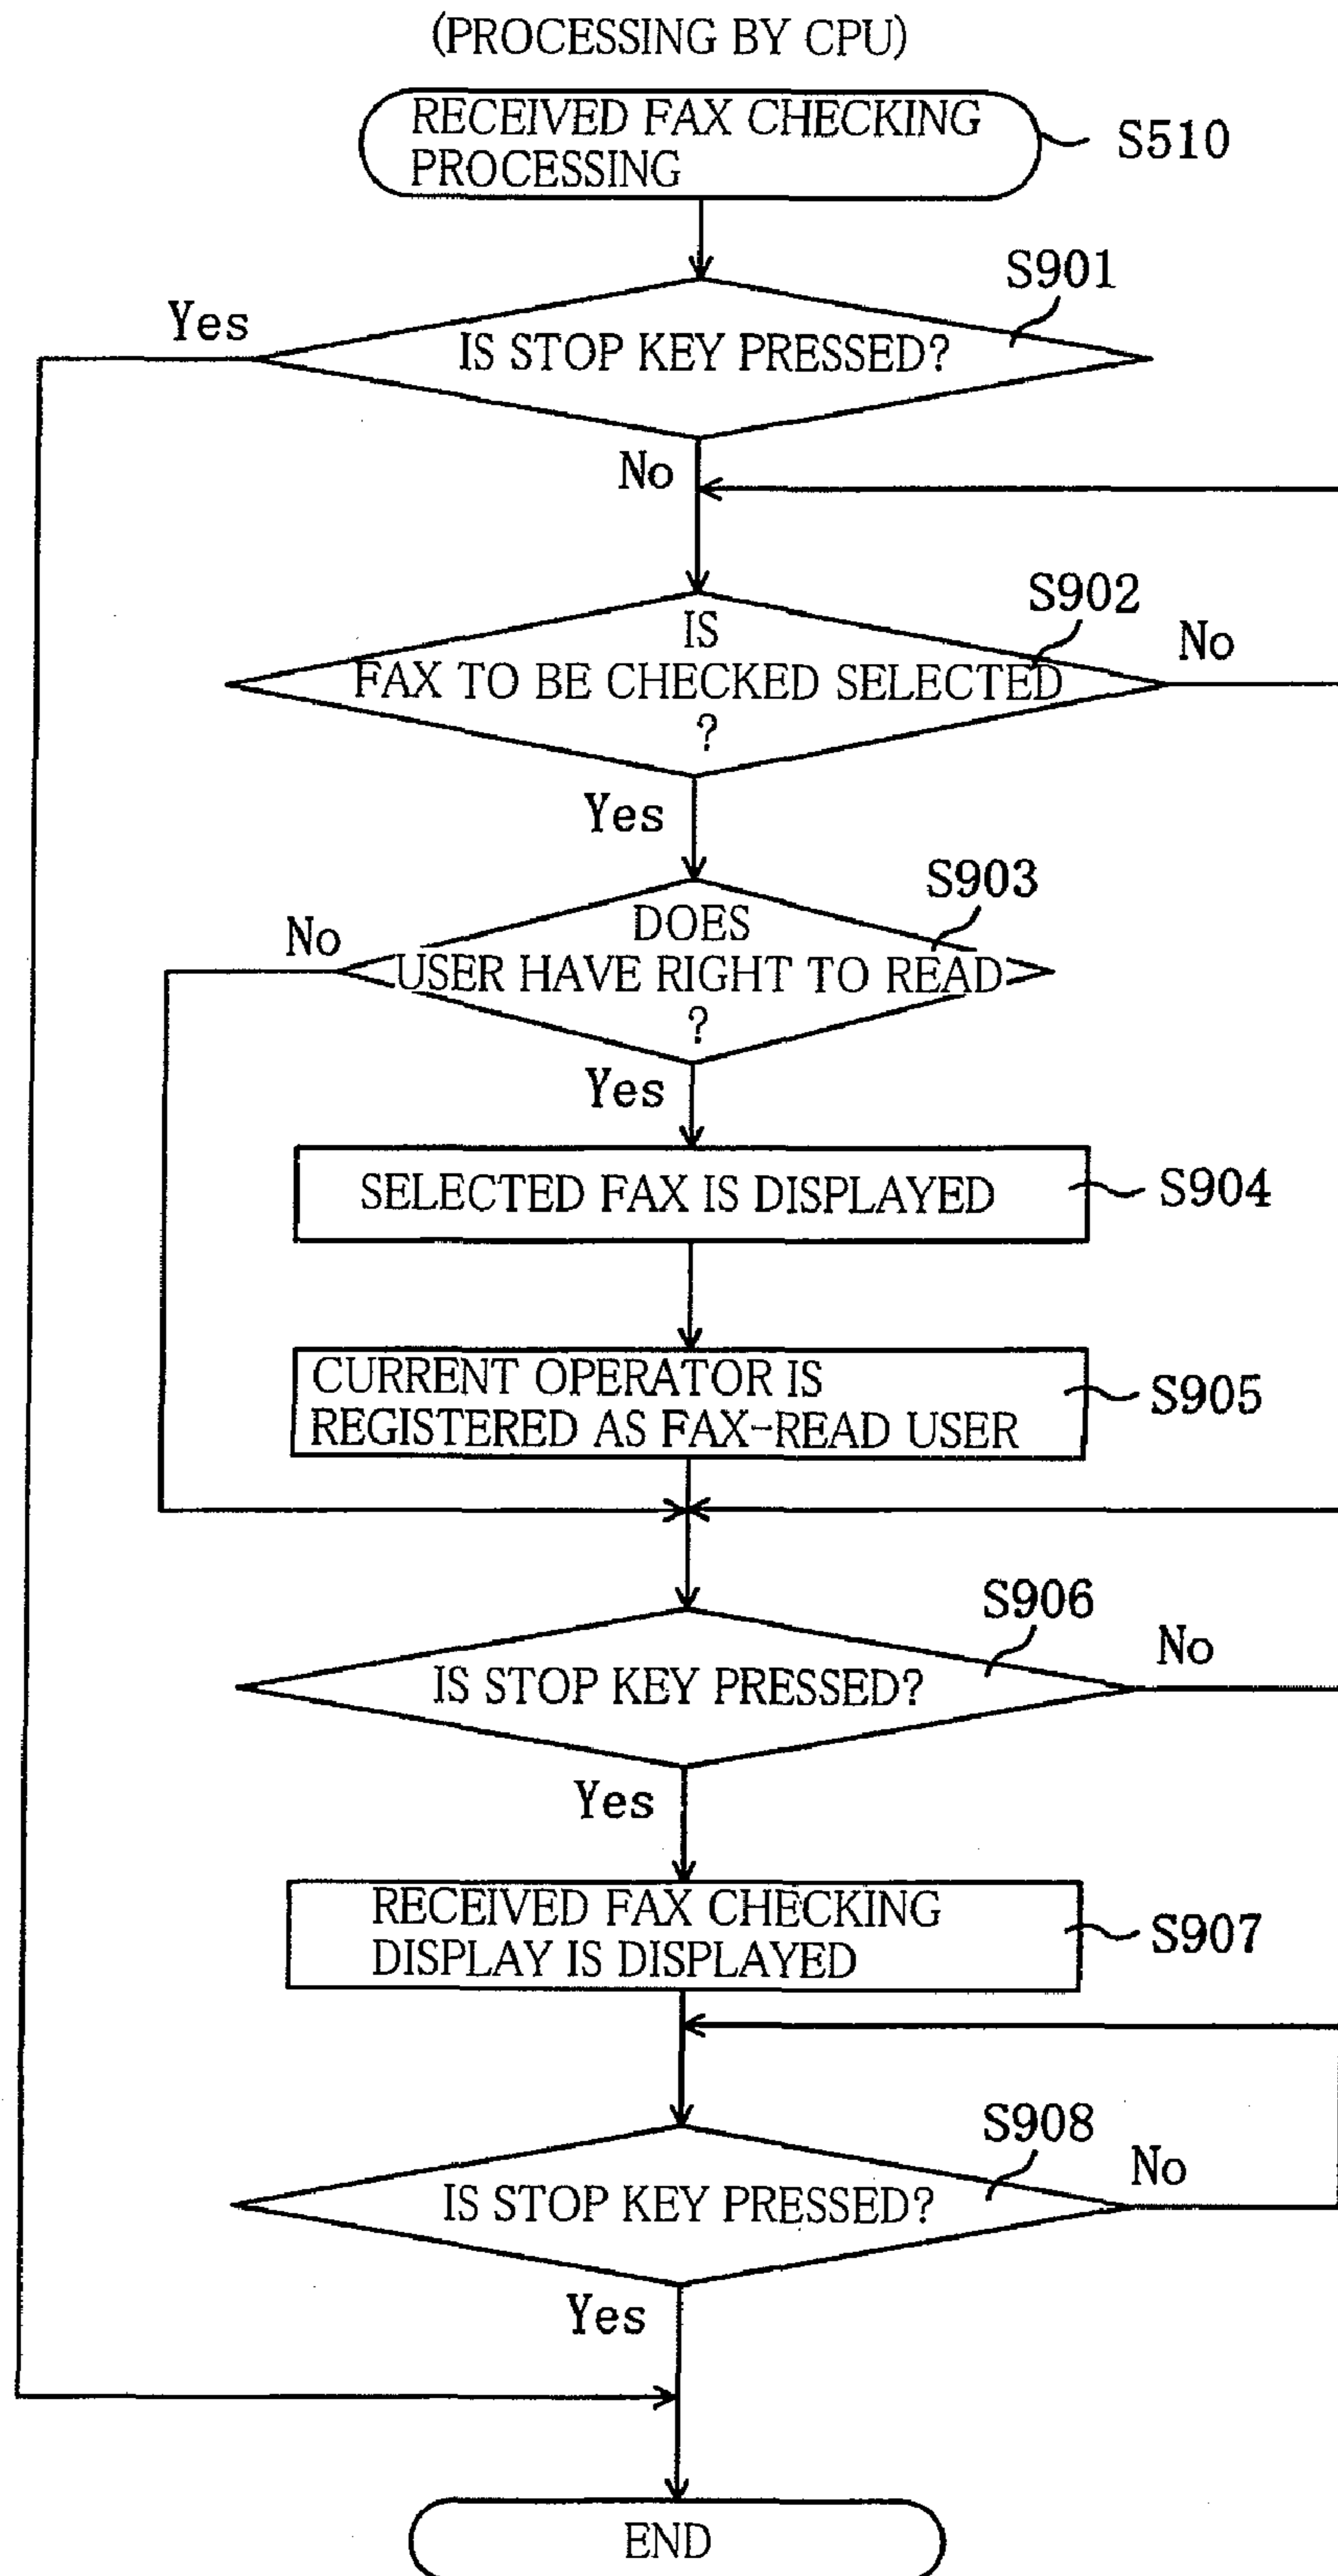 (PROCESSING BY CPU)
RECEIVED FAX CHECKING
PROCESSING
S510
S901
Yes
IS STOP KEY PRESSED?
No
S902
IS
FAX TO BE CHECKED SELECTED
?
No
Yes
S903
No
DOES
USER HAVE RIGHT TO READ
?
Yes
SELECTED FAX IS DISPLAYED
S904
CURRENT OPERATOR IS
REGISTERED AS FAX-READ USER
S905
S906
IS STOP KEY PRESSED?
No
Yes
RECEIVED FAX CHECKING
DISPLAY IS DISPLAYED
S907
S908
IS STOP KEY PRESSED?
No
Yes
END